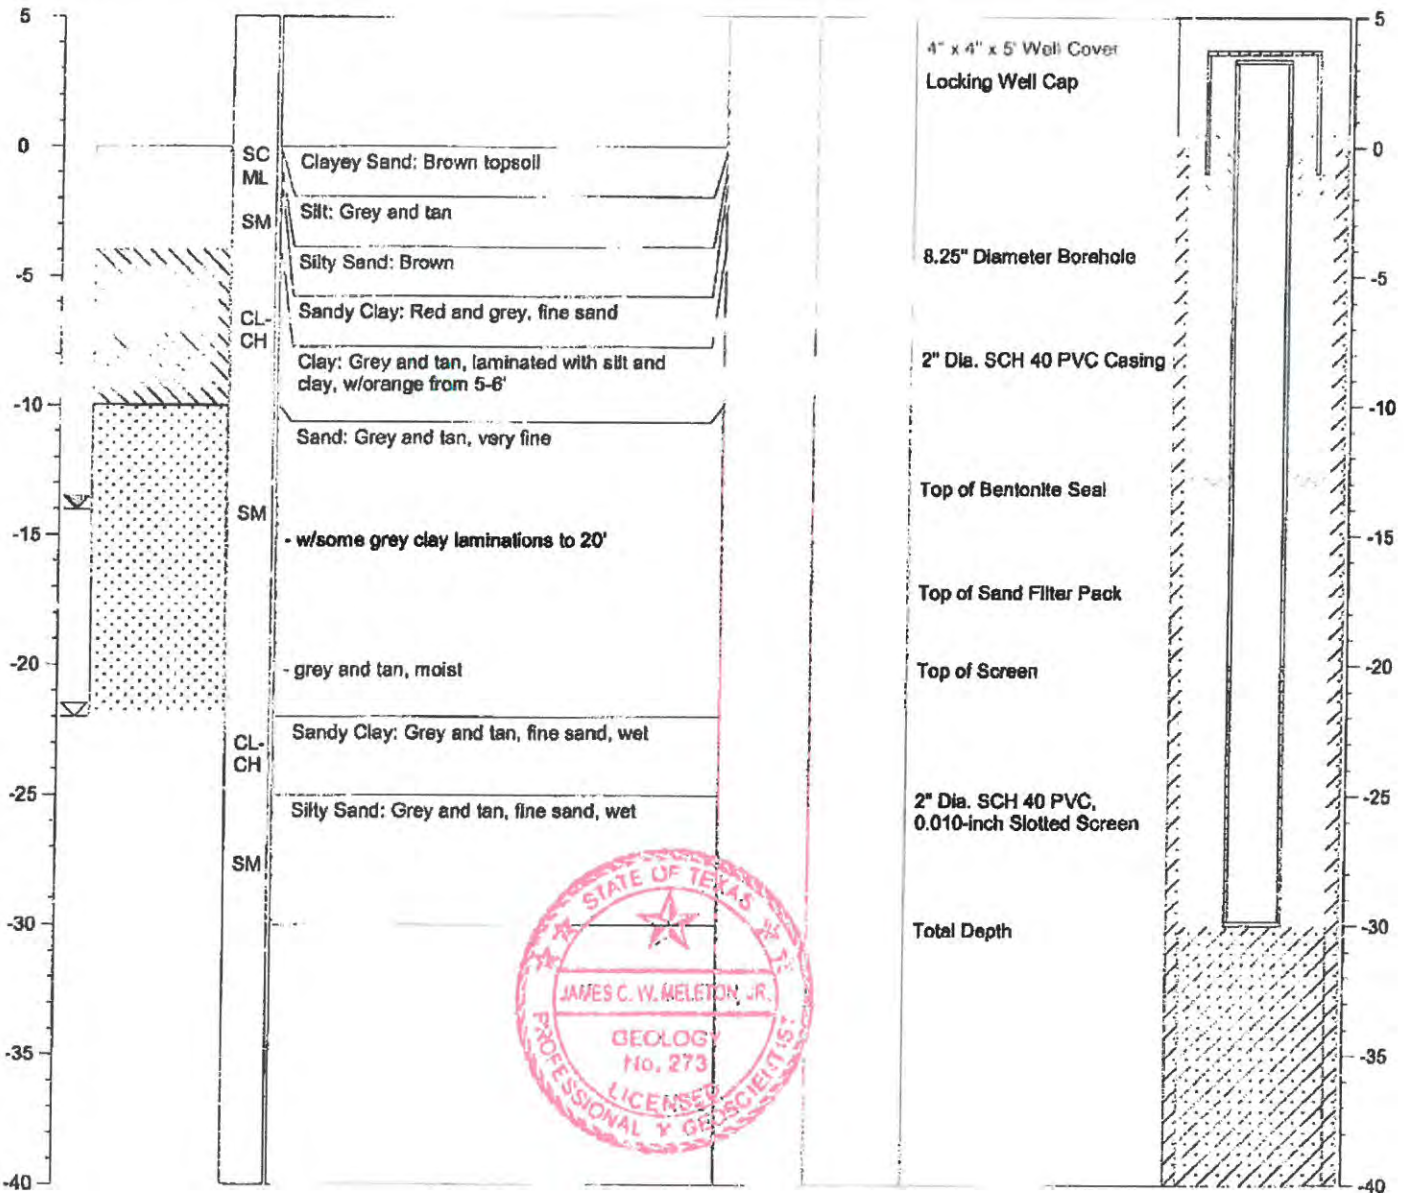 5
0
-5
-10
-15
-20
-25
-30
-35
-40
SC
ML
SM
CL-
CH
SM
CL-
CH
SM
Clayey Sand: Brown topsoil
Silt: Grey and tan
Silty Sand: Brown
Sandy Clay: Red and grey, fine sand
Clay: Grey and tan, laminated with silt and
clay, w/orange from 5-6'
Sand: Grey and tan, very fine
- w/some grey clay laminations to 20'
- grey and tan, moist
Sandy Clay: Grey and tan, fine sand, wet
Silty Sand: Grey and tan, fine sand, wet
STATE OF TEXAS
JAMES C. W. MELETON JR.
GEOLOGY
No. 273
LICENSED
PROFESSIONAL GEOSCIENTIST
4" x 4" x 5' Well Cover
Locking Well Cap
8.25" Diameter Borehole
2" Dia. SCH 40 PVC Casing
Top of Bentonite Seal
Top of Sand Filter Pack
Top of Screen
2" Dia. SCH 40 PVC,
0.010-inch Slotted Screen
Total Depth
5
0
-5
-10
-15
-20
-25
-30
-35
-40